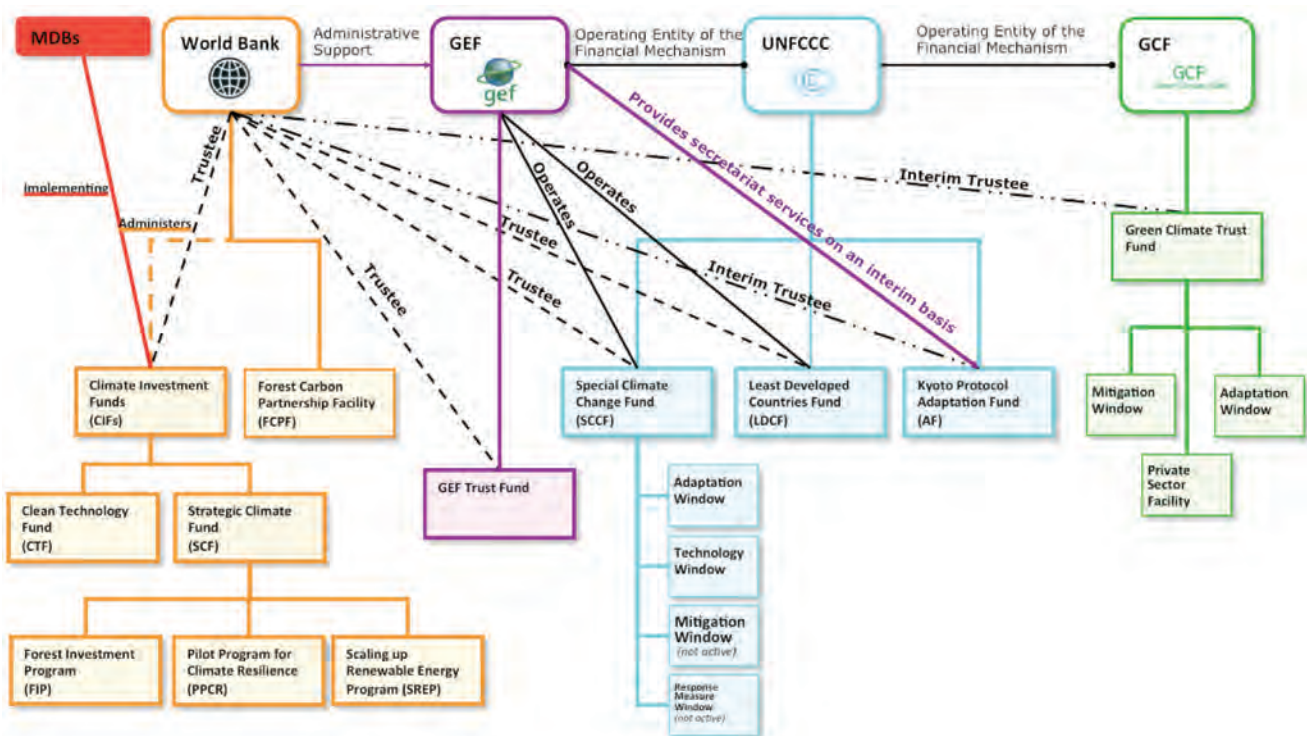 MDBs
World Bank
Administrative
Support
GEF
gef
Operating Entity of the
Financial Mechanism
UNFCCC
Operating Entity of the
Financial Mechanism
GCF
GCF
Implementing
Trustee
Administers
Trustee
Operates
Trustee
Operates
Trustee
Interim Trustee
Provides secretariat services on an interim basis
Interim Trustee
Green Climate Trust
Fund
Climate Investment
Funds
(CIFs)
Forest Carbon
Partnership Facility
(FCPF)
Special Climate
Change Fund
(SCCF)
Least Developed
Countries Fund
(LDCF)
Kyoto Protocol
Adaptation Fund
(AF)
Mitigation
Window
Adaptation
Window
Private
Sector
Facility
GEF Trust Fund
Clean Technology
Fund
(CTF)
Strategic Climate
Fund
(SCF)
Adaptation
Window
Technology
Window
Mitigation
Window
(not active)
Response
Measure
Window
(not active)
Forest Investment
Program
(FIP)
Pilot Program for
Climate Resilience
(PPCR)
Scaling up
Renewable Energy
Program (SREP)